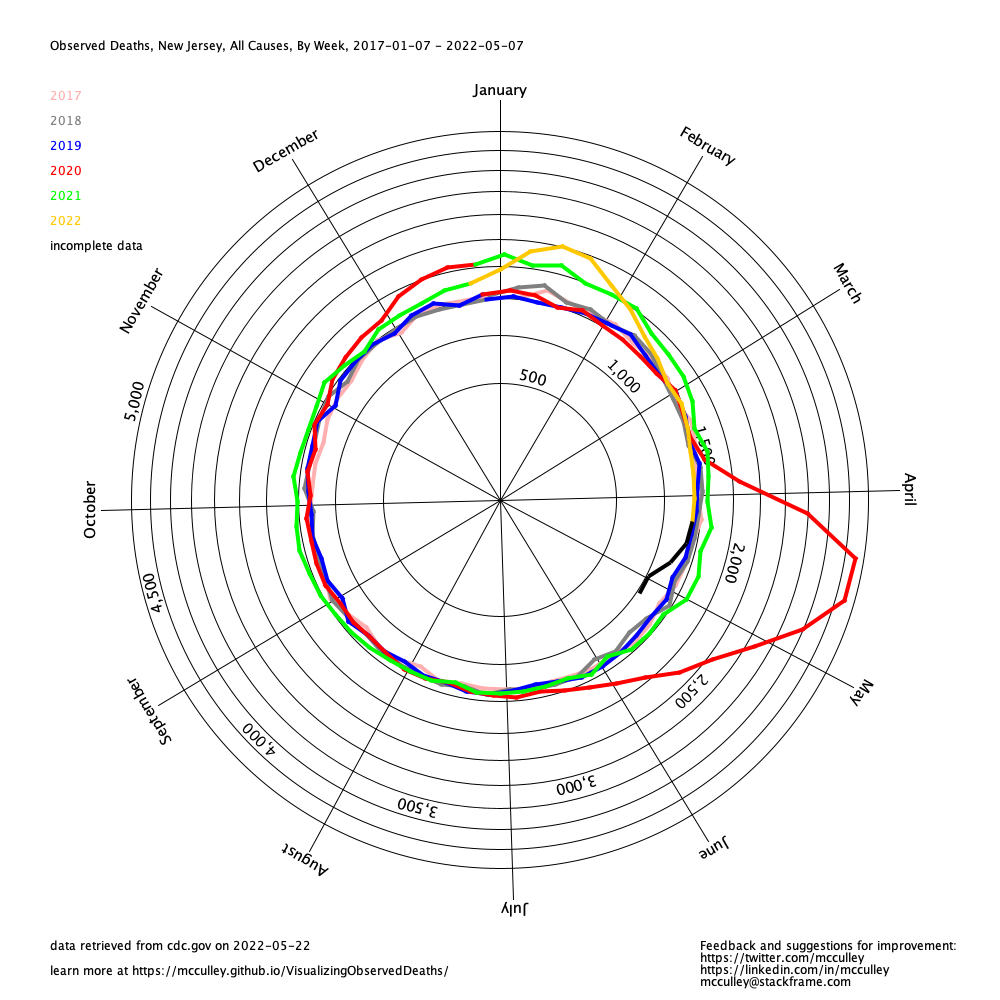 Observed Deaths, New Jersey, All Causes, By Week, 2017-01-07 - 2022-05-07
2017
2018
2019
2020
2021
2022
incomplete data
January
February
March
April
May
June
July
August
September
October
November
December
500
1,000
1,500
2,000
2,500
3,000
3,500
4,000
4,500
5,000
data retrieved from cdc.gov on 2022-05-22
learn more at https://mcculley.github.io/VisualizingObservedDeaths/
Feedback and suggestions for improvement:
https://twitter.com/mcculley
https://linkedin.com/in/mcculley
mcculley@stackframe.com